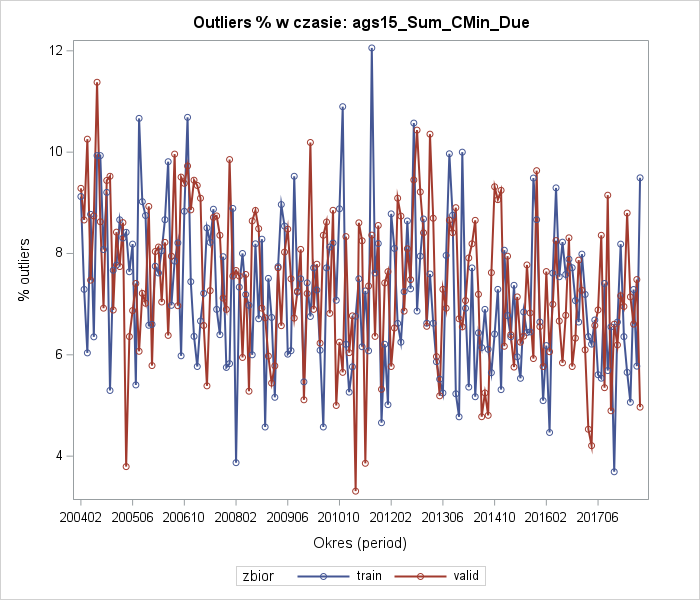 Outliers % w czasie: ags15_Sum_CMin_Due
% outliers
12
10
8
6
4
200402 200506 200610 200802 200906 201010 201202 201306 201410 201602 201706
Okres (period)
zbior train valid